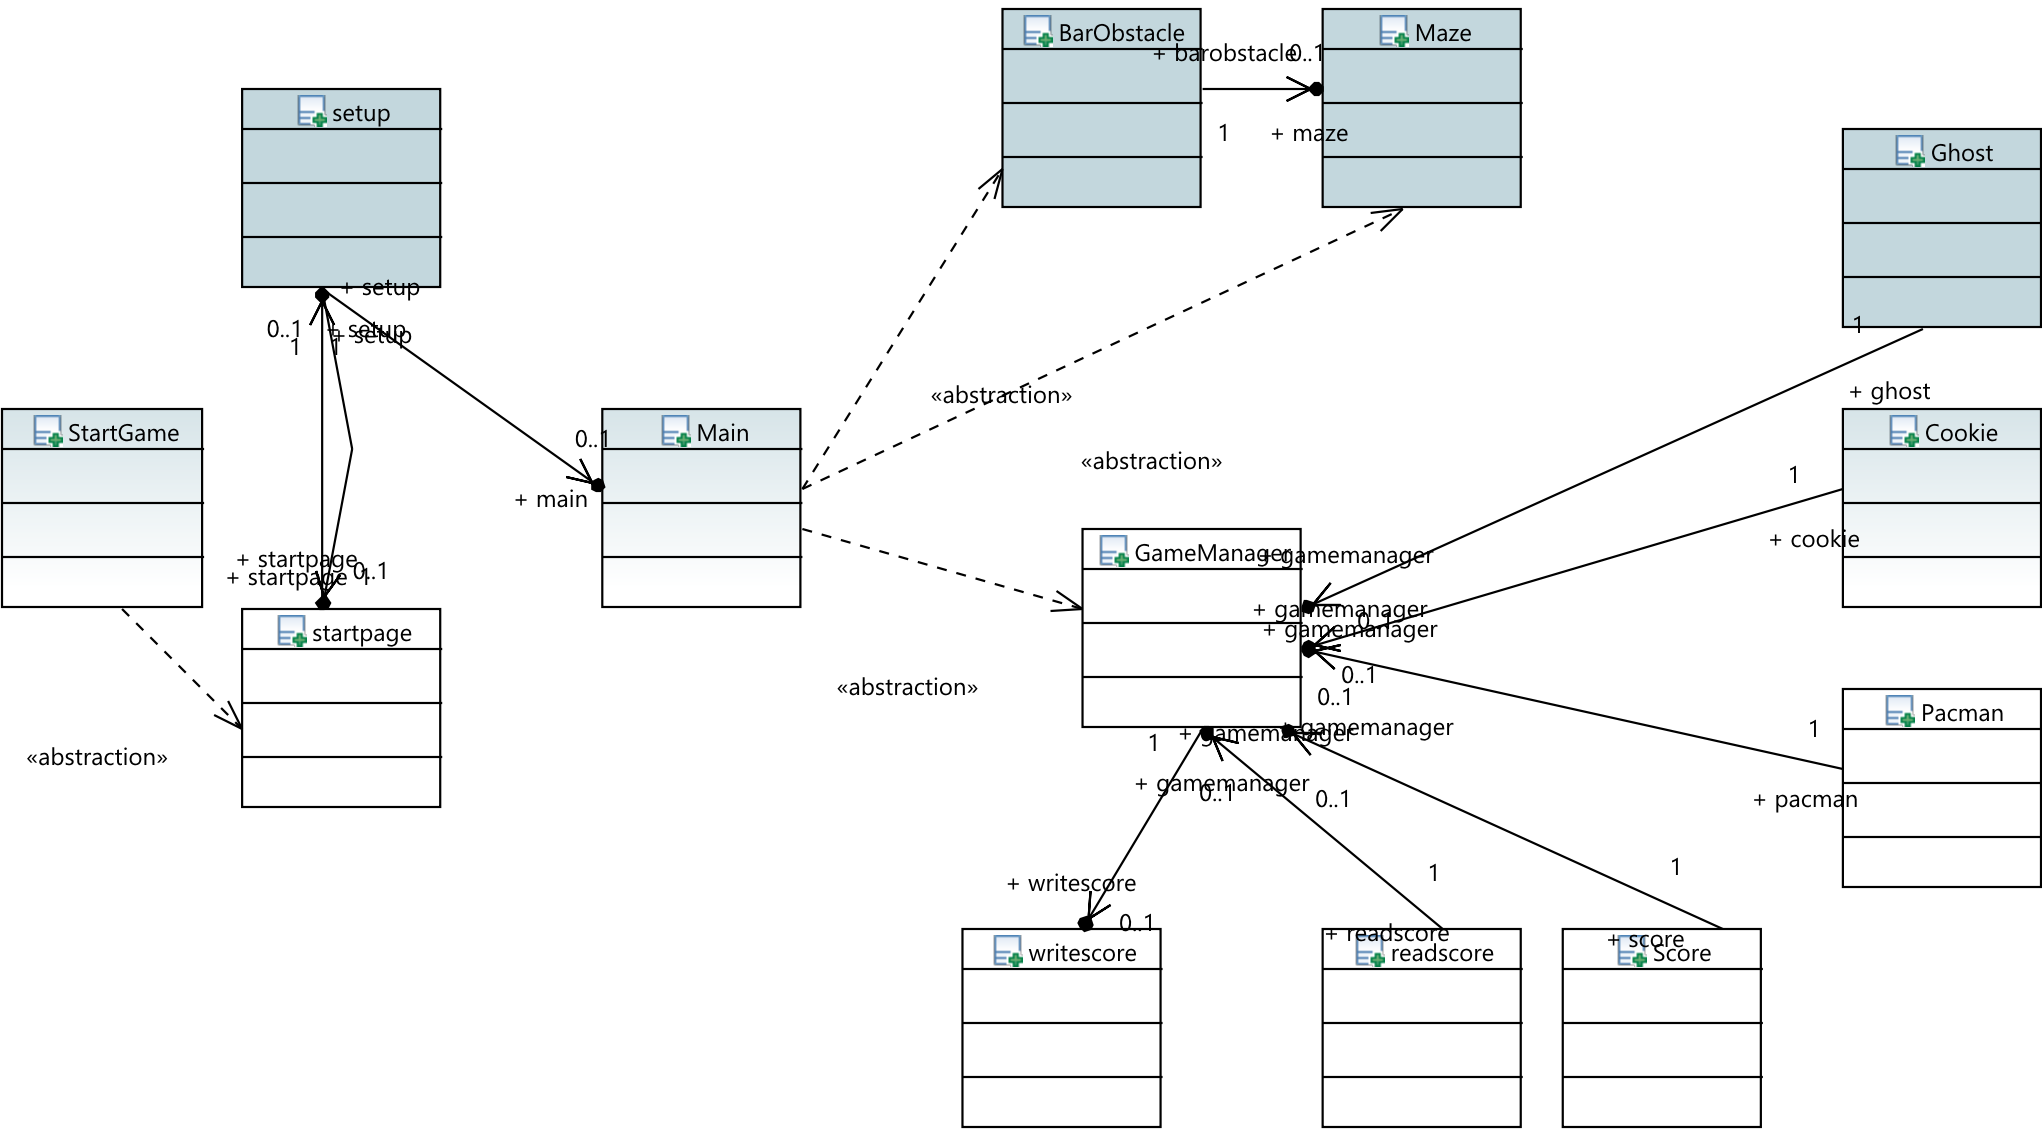 BarObstacle
Maze
+ barobstacle
0..1
1
+ maze
setup
Ghost
+ setup
0..1
+ setup
+ setup
1
1
1
+ ghost
«abstraction»
StartGame
Main
0..1
Cookie
«abstraction»
1
+ main
+ cookie
GameManager
+ gamemanager
+ startpage
0..1
+ startpage
1
+ gamemanager
0..1
+ gamemanager
startpage
0..1
«abstraction»
0..1
Pacman
+ gamemanager
1
+ gamemanager
1
«abstraction»
+ gamemanager
0..1
0..1
+ pacman
1
1
+ writescore
0..1
+ readscore
+ score
writescore
readscore
Score